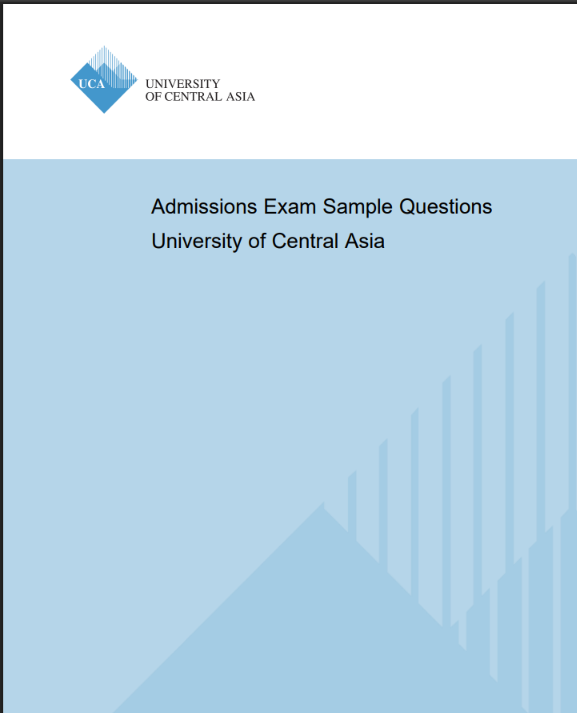 UCA
UNIVERSITY
OF CENTRAL ASIA
Admissions Exam Sample Questions
University of Central Asia